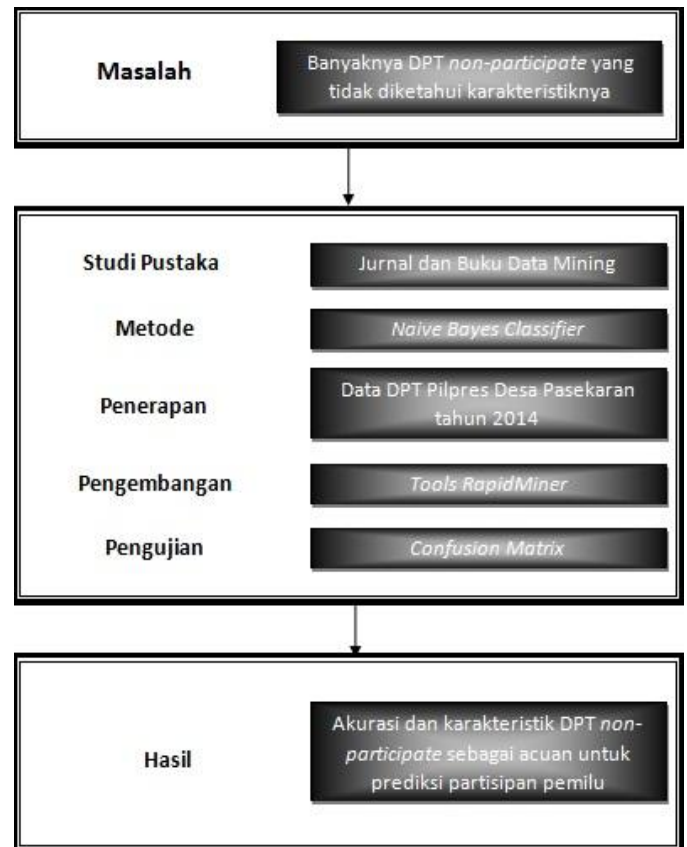 Masalah
Banyaknya DPT non-participate yang
tidak diketahui karakteristiknya
Studi Pustaka
Jurnal dan Buku Data Mining
Metode
Naive Bayes Classifier
Penerapan
Data DPT Pilpres Desa Pasekaran
tahun 2014
Pengembangan
Tools RapidMiner
Pengujian
Confusion Matrix
Hasil
Akurasi dan karakteristik DPT non-
participate sebagai acuan untuk
prediksi partisipan pemilu